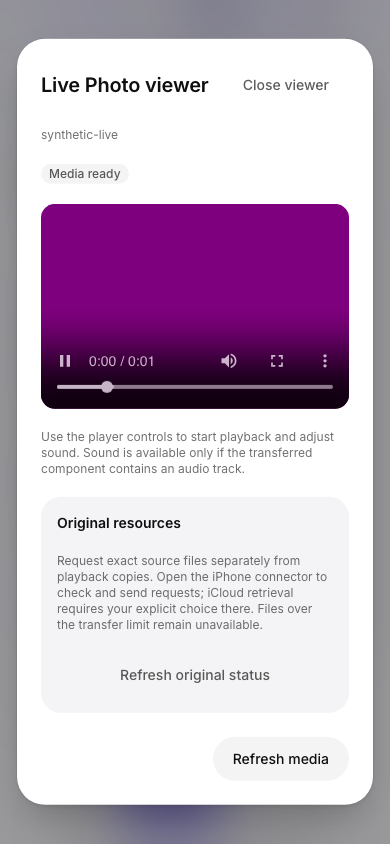 Live Photo viewer
Close viewer
synthetic-live
Media ready
0:00 / 0:01
Use the player controls to start playback and adjust
sound. Sound is available only if the transferred
component contains an audio track.
Original resources
Request exact source files separately from
playback copies. Open the iPhone connector to
check and send requests; iCloud retrieval
requires your explicit choice there. Files over
the transfer limit remain unavailable.
Refresh original status
Refresh media